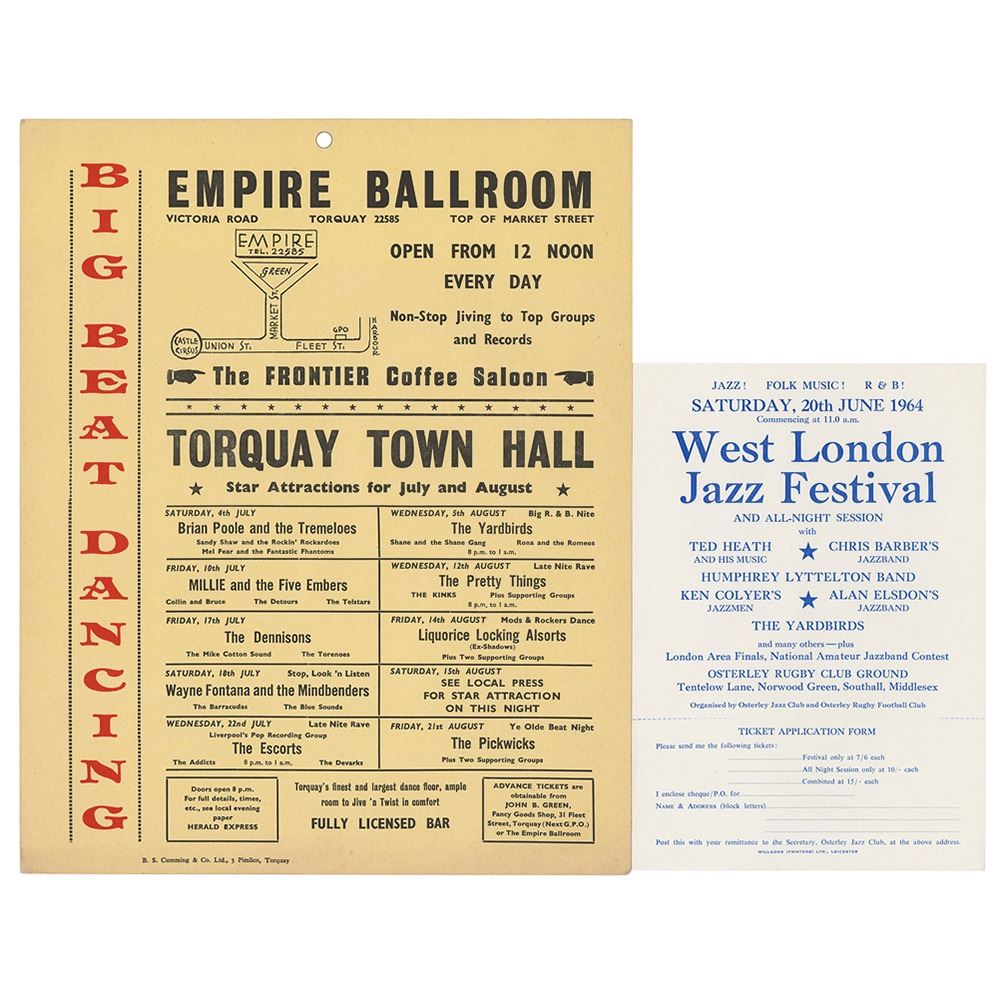 BIG BEAT DANCING
EMPIRE BALLROOM
VICTORIA ROAD TORQUAY 22585 TOP OF MARKET STREET
EMPIRE
TEL. 22585
GREEN
MARKET ST.
CASTLE CIRCUS
UNION ST.
FLEET ST.
GPO
HARBOUR
OPEN FROM 12 NOON
EVERY DAY
Non-Stop Jiving to Top Groups
and Records
The FRONTIER Coffee Saloon
TORQUAY TOWN HALL
★ Star Attractions for July and August ★
SATURDAY, 4th JULY
Brian Poole and the Tremeloes
Sandy Shaw and the Rockin' Rockardoes
Mel Fear and the Fantastic Fhantoms
FRIDAY, 10th JULY
MILLIE and the Five Embers
Collin and Bruce The Detours The Telstars
FRIDAY, 17th JULY
The Dennisons
The Mike Cotton Sound The Torenoes
SATURDAY, 18th JULY Stop, Look 'n Listen
Wayne Fontana and the Mindbenders
The Barracudas The Blue Sounds
WEDNESDAY, 22nd JULY Late Nite Rave
Liverpool's Pop Recording Group
The Escorts
The Addicts 8 p.m. to 1 a.m. The Devarks
WEDNESDAY, 5th AUGUST Big R. & B. Nite
The Yardbirds
Shane and the Shane Gang Rona and the Romeos
8 p.m. to 1 a.m.
WEDNESDAY, 12th AUGUST Late Nite Rave
The Pretty Things
THE KINKS Plus Supporting Groups
8 p.m, to 1 a.m.
FRIDAY, 14th AUGUST Mods & Rockers Dance
Liquorice Locking Alsorts
(Ex-Shadows)
Plus Two Supporting Groups
SATURDAY, 15th AUGUST
SEE LOCAL PRESS
FOR STAR ATTRACTION
ON THIS NIGHT
FRIDAY, 21st AUGUST Ye Olde Beat Night
The Pickwicks
Plus Two Supporting Groups
Doors open 8 p.m.
For full details, times,
etc., see local evening
paper
HERALD EXPRESS
Torquay's finest and largest dance floor, ample
room to Jive 'n Twist in comfort
FULLY LICENSED BAR
ADVANCE TICKETS are
obtainable from
JOHN B. GREEN,
Fancy Goods Shop, 31 Fleet
Street, Torquay (Next G.P.O.)
or The Empire Ballroom
B. S. Cumming & Co. Ltd., 3 Pimlico, Torquay
JAZZ! FOLK MUSIC! R & B!
SATURDAY, 20th JUNE 1964
Commencing at 11.0 a.m.
West London
Jazz Festival
AND ALL-NIGHT SESSION
with
TED HEATH ★ CHRIS BARBER'S
AND HIS MUSIC JAZZBAND
HUMPHREY LYTTELTON BAND
KEN COLYER'S ★ ALAN ELSDON'S
JAZZMEN JAZZBAND
THE YARDBIRDS
and many others — plus
London Area Finals, National Amateur Jazzband Contest
OSTERLEY RUGBY CLUB GROUND
Tentelow Lane, Norwood Green, Southall, Middlesex
Organised by Osterley Jazz Club and Osterley Rugby Football Club
TICKET APPLICATION FORM
Please send me the following tickets:
Festival only at 7/6 each
All Night Session only at 10/- each
Combined at 15/- each
I enclose cheque/P.O. for
NAME & ADDRESS (block letters)
Post this with your remittance to the Secretary, Osterley Jazz Club, at the above address.
WILLSONS (PRINTERS) LTD., LEICESTER